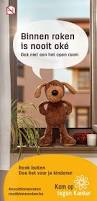 Binnen roken
is nooit oké
Ook niet aan het open raam
Rook buiten
Doe het voor je kinderen!
Kom op
tegen Kanker